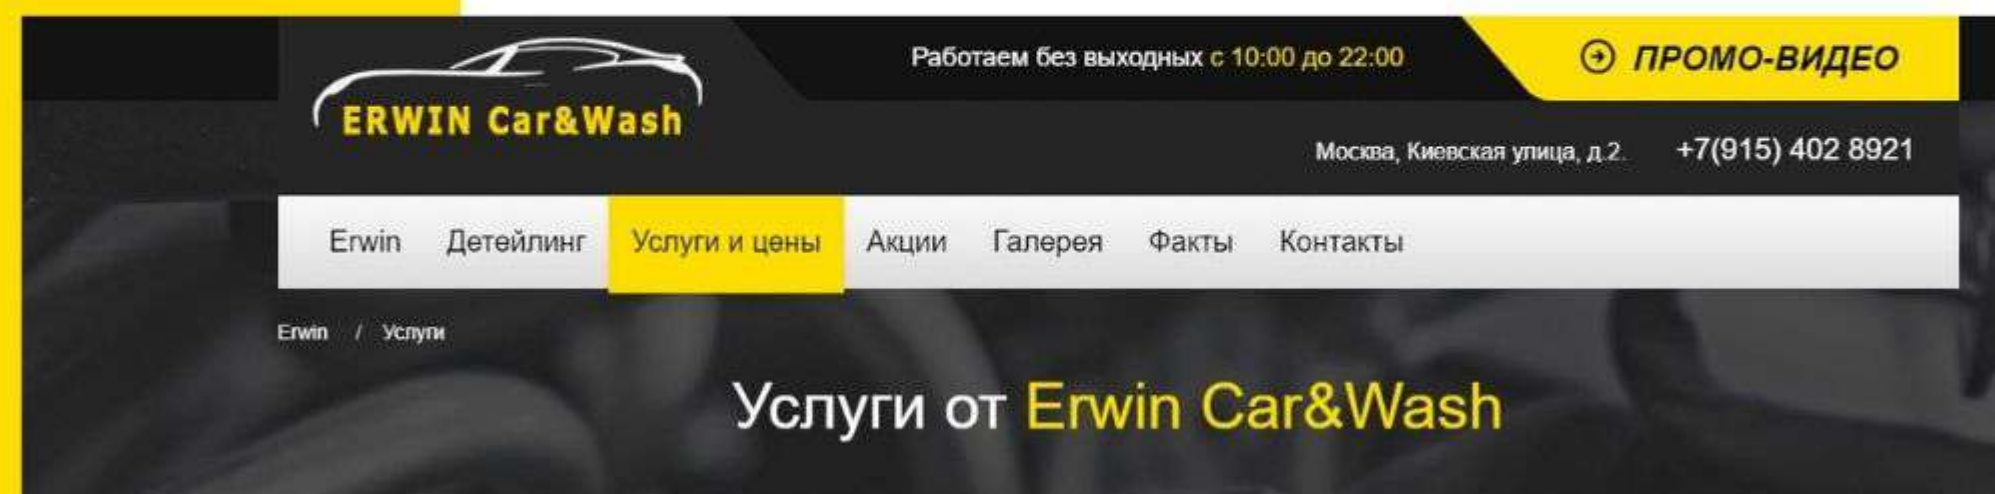 ERWIN Car&Wash
Работаем без выходных с 10:00 до 22:00
ПРОМО-ВИДЕО
Москва, Киевская улица, д.2. +7(915) 402 8921
Erwin Детейлинг Услуги и цены Акции Галерея Факты Контакты
Erwin / Услуги
Услуги от Erwin Car&Wash